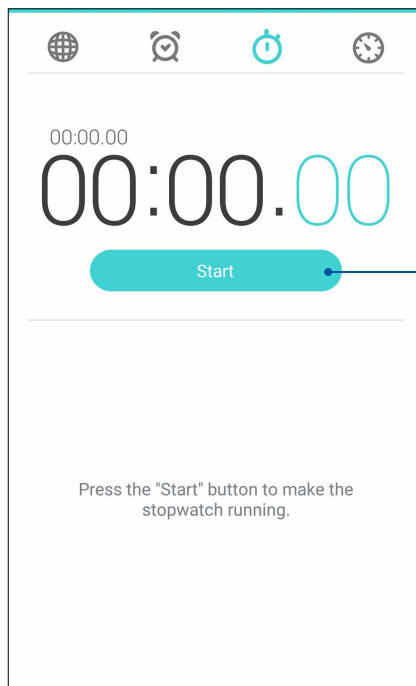 00:00.00
00:00.00
Start
Press the "Start" button to make the
stopwatch running.